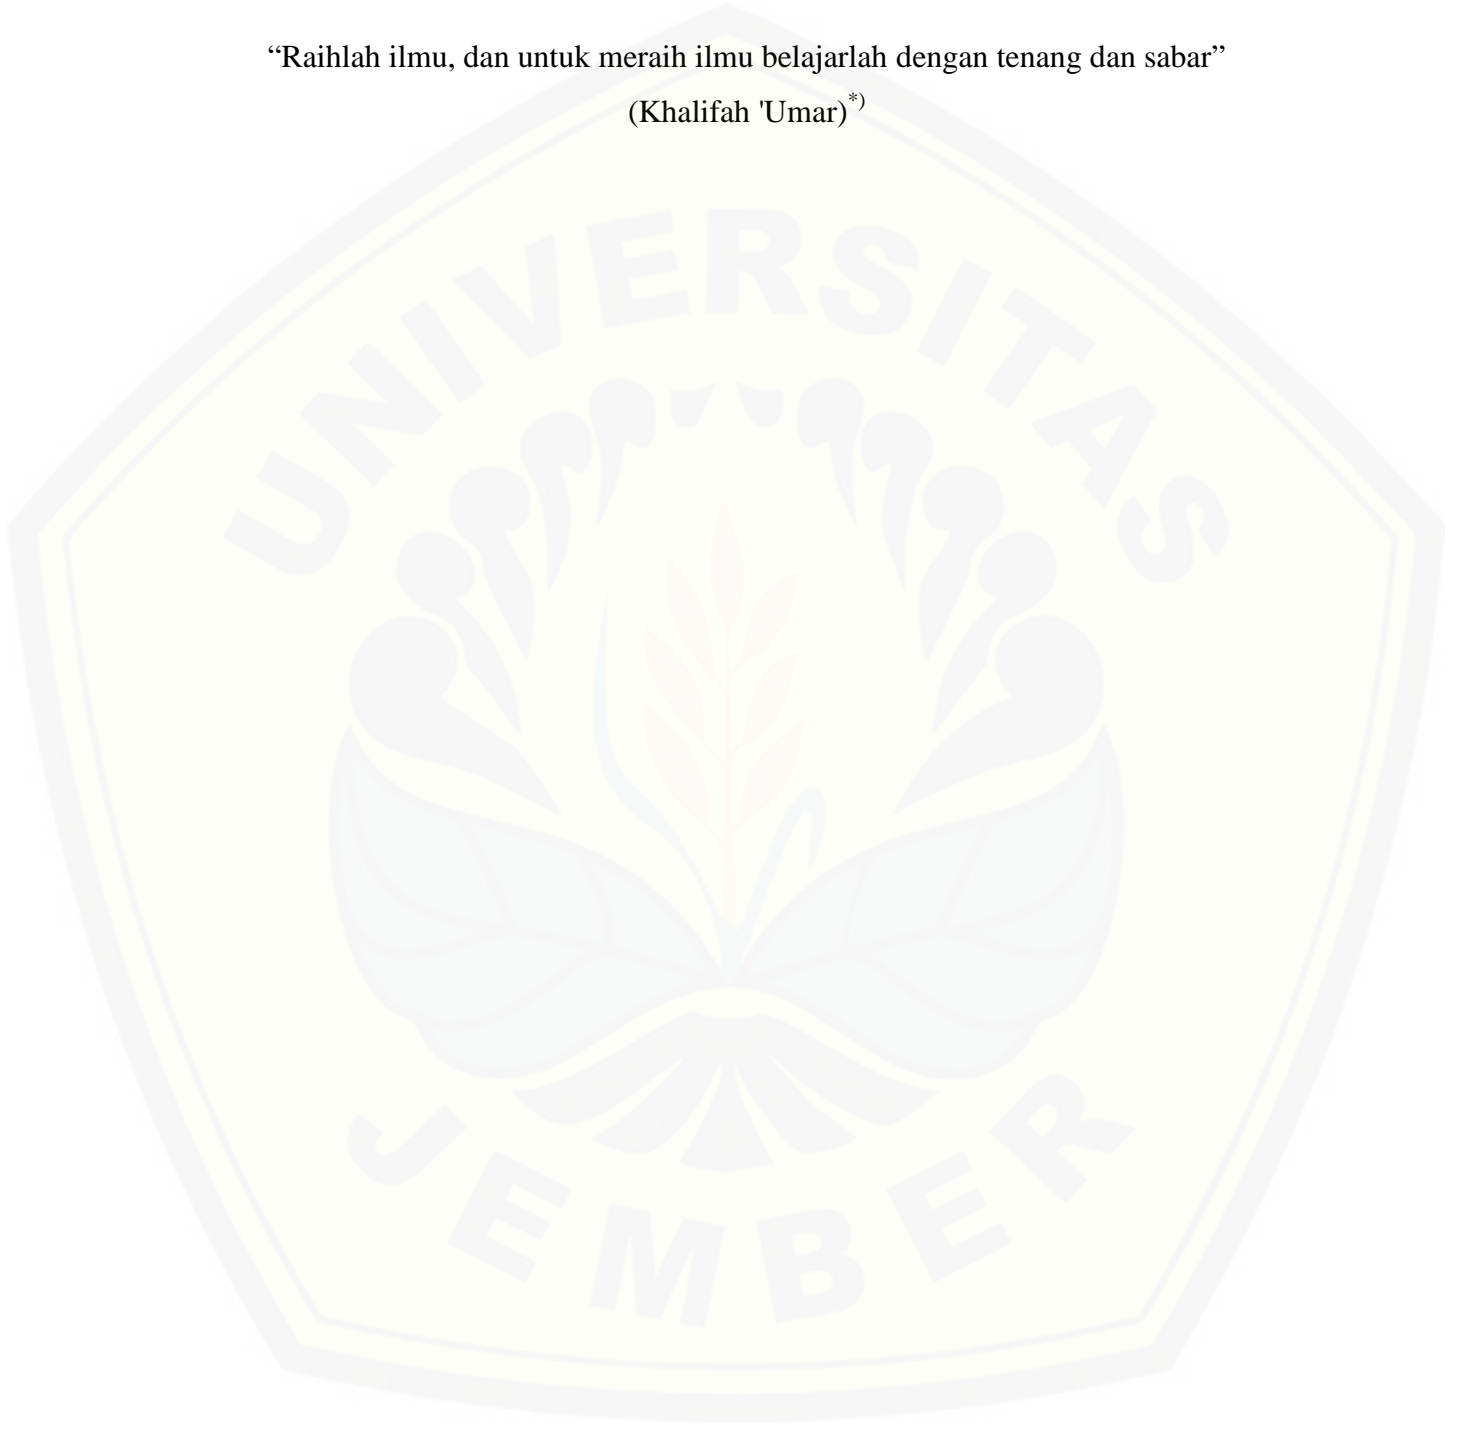 “Raihlah ilmu, dan untuk meraih ilmu belajarlah dengan tenang dan sabar”
(Khalifah 'Umar)*)
UNIVERSITAS
JEMBER